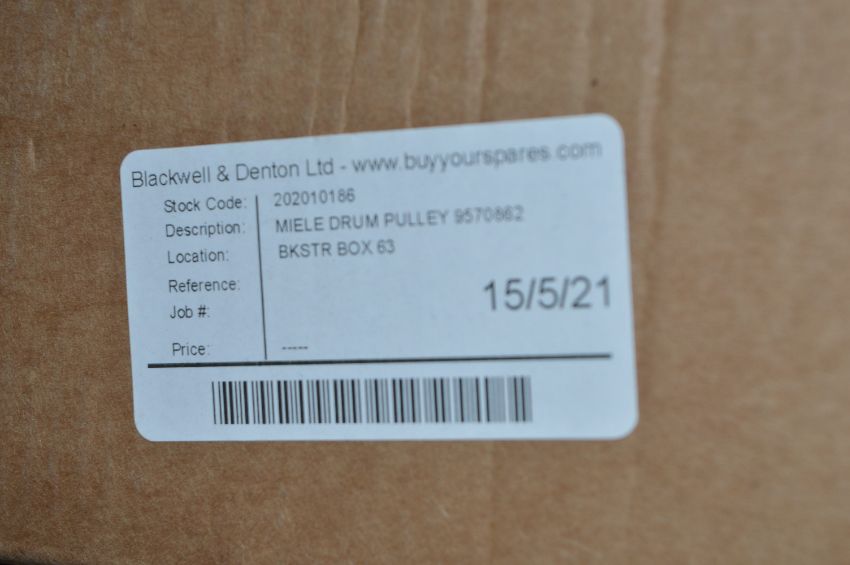 Blackwell & Denton Ltd - www.buyyourspares.com
Stock Code: 202010186
Description: MIELE DRUM PULLEY 9570862
Location: BKSTR BOX 63
Reference:
15/5/21
Job #:
Price: -----